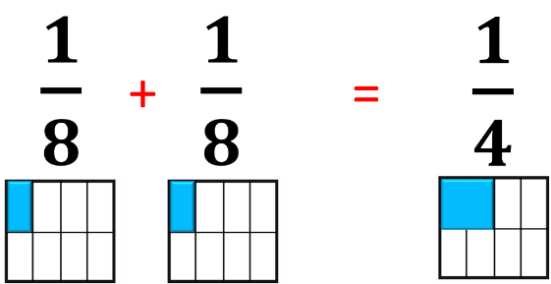 1/8 + 1/8 = 1/4